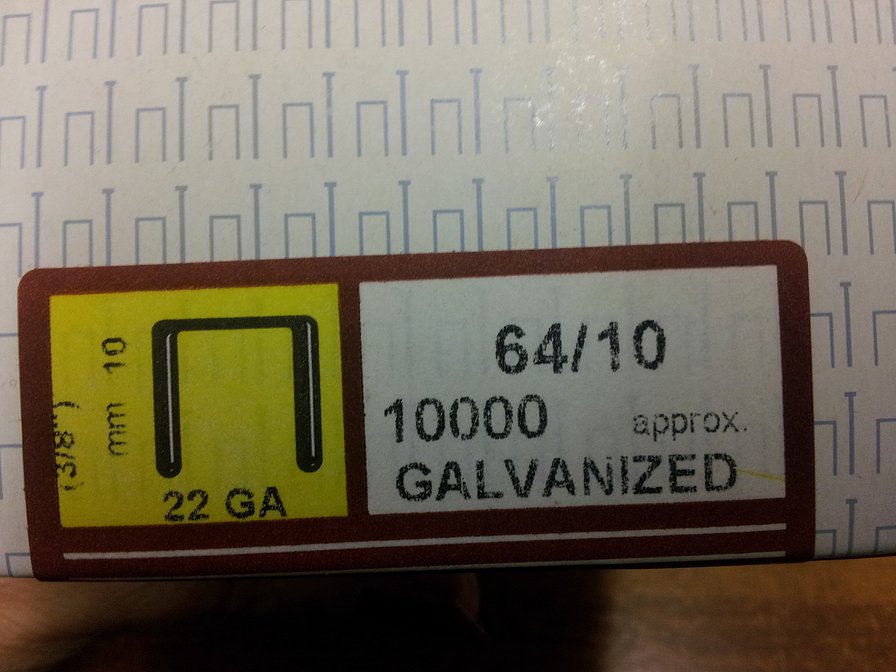 (3/8")
mm 10
22 GA
64/10
10000 approx.
GALVANIZED